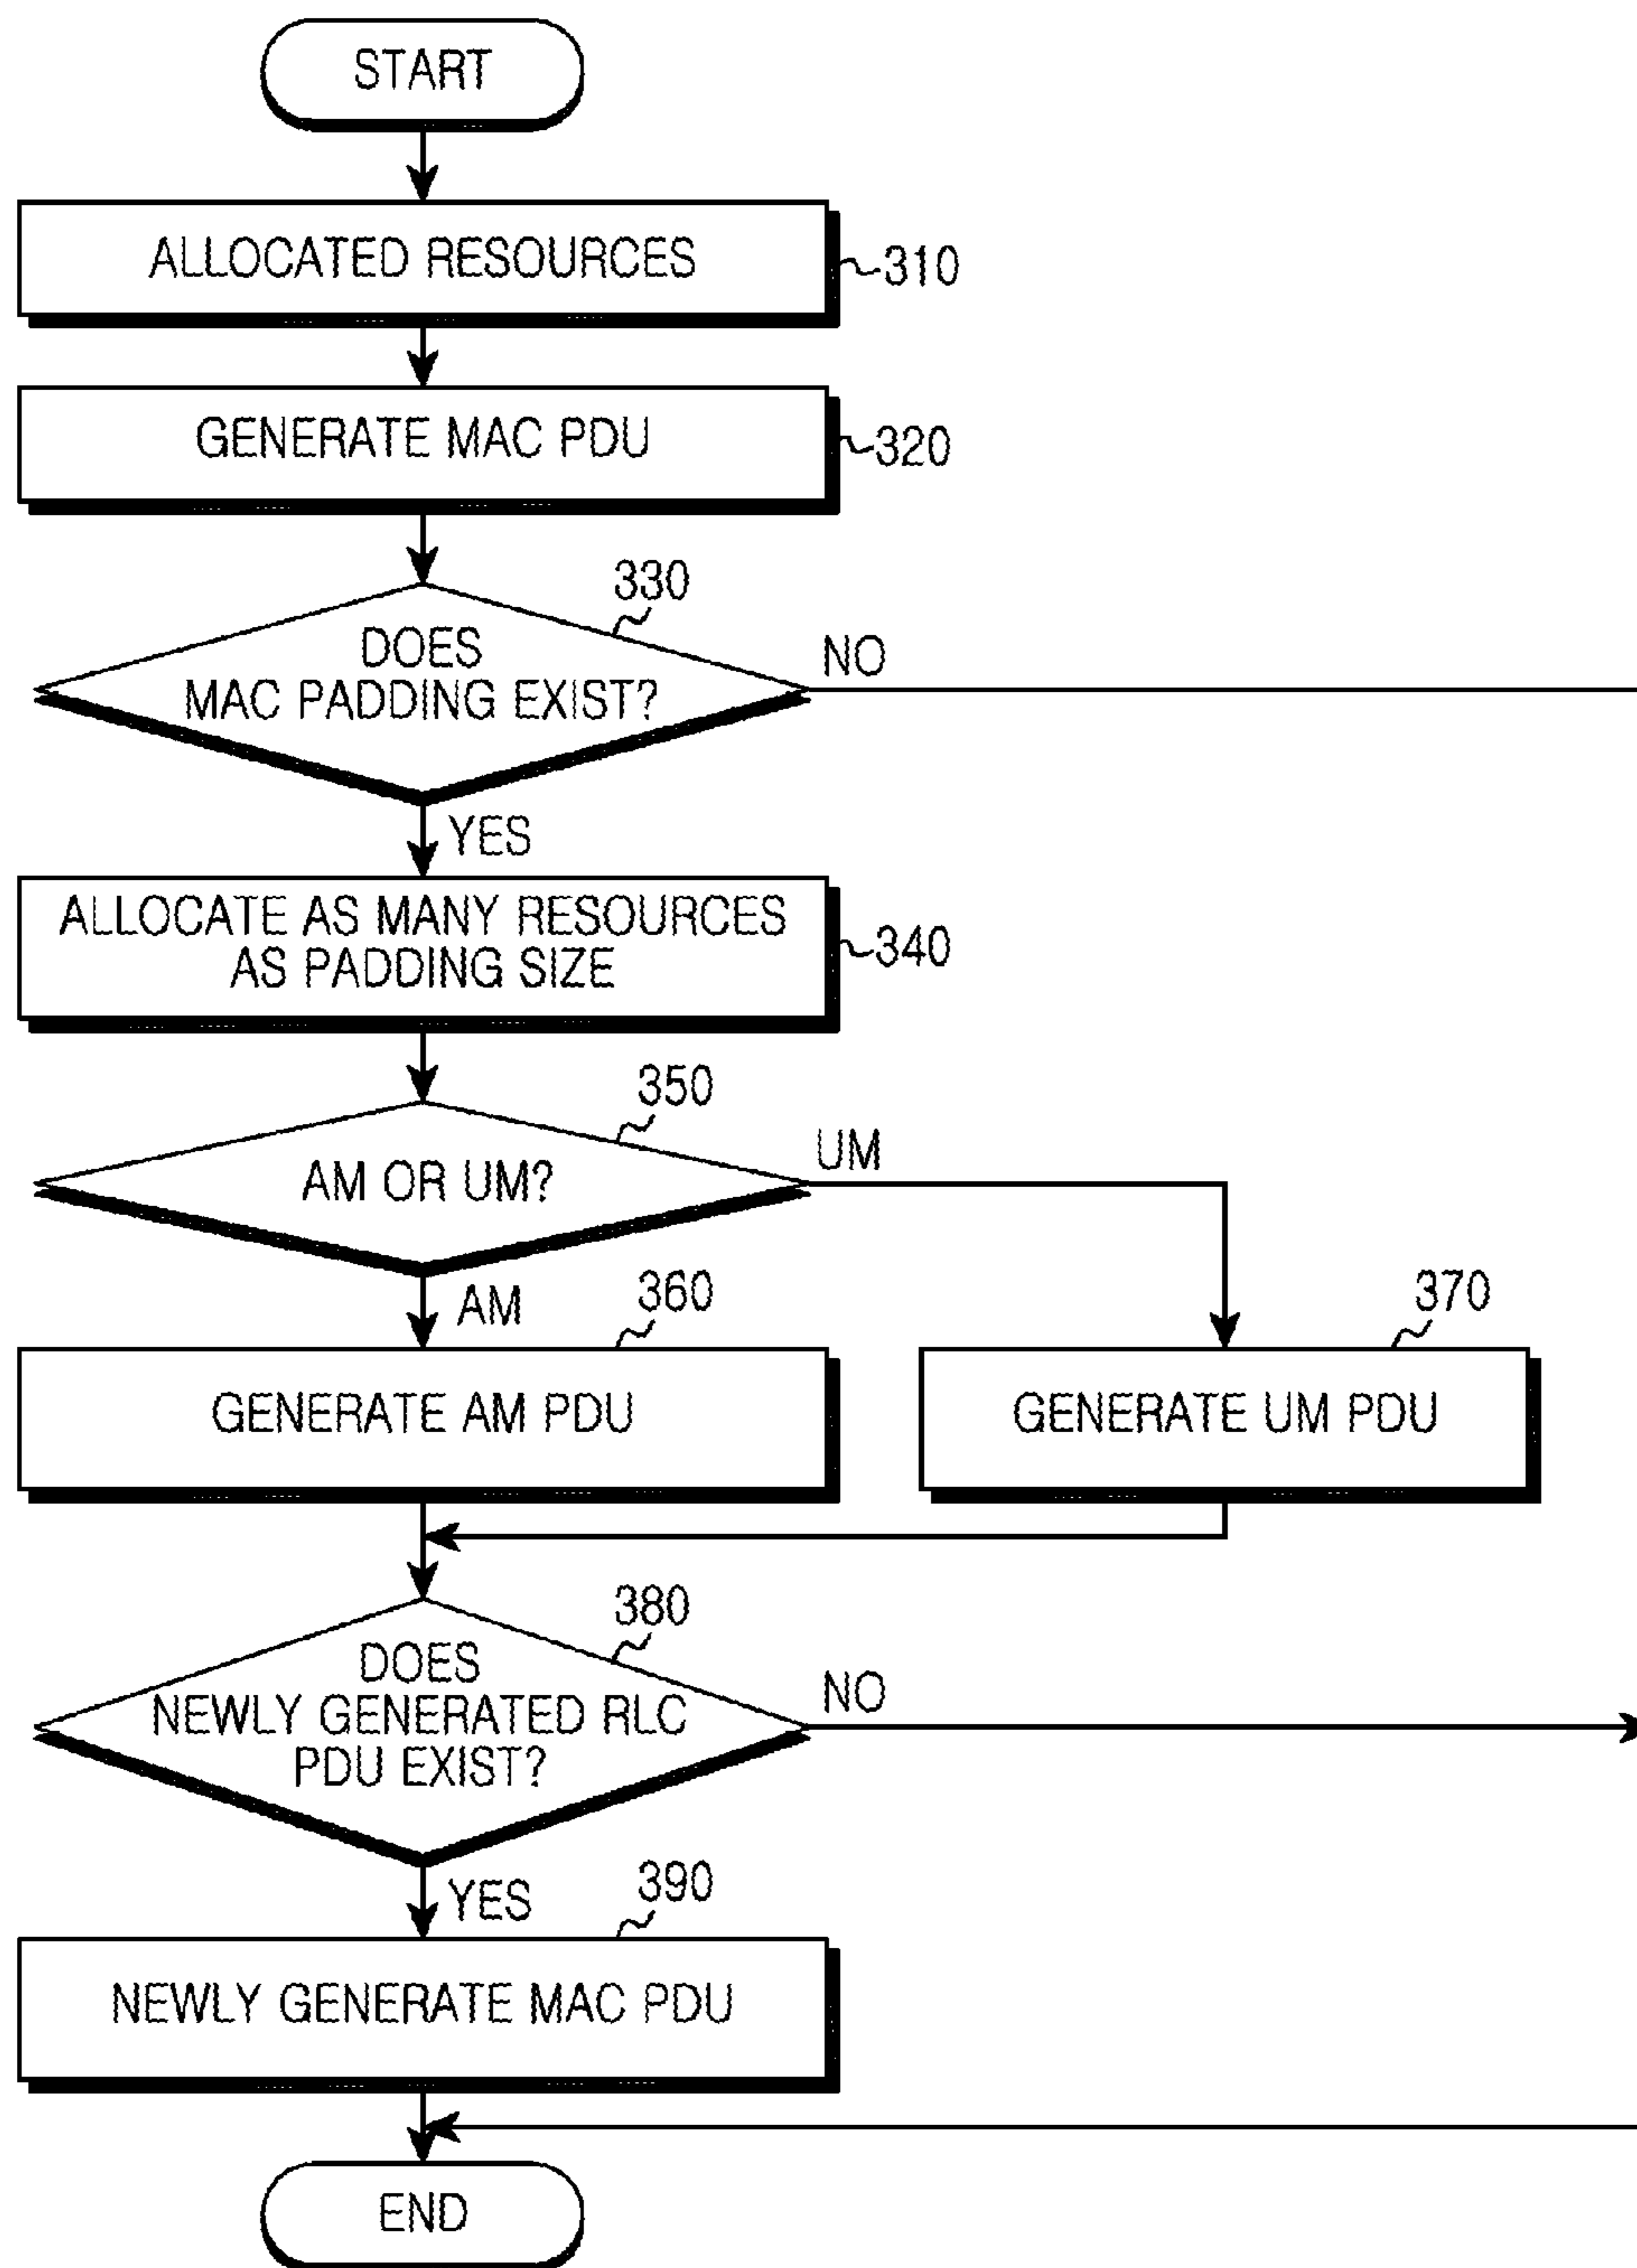 START
ALLOCATED RESOURCES
310
GENERATE MAC PDU
320
330
DOES
MAC PADDING EXIST?
NO
YES
ALLOCATE AS MANY RESOURCES
AS PADDING SIZE
340
350
AM OR UM?
UM
AM
360
370
GENERATE AM PDU
GENERATE UM PDU
380
DOES
NEWLY GENERATED RLC
PDU EXIST?
NO
YES
390
NEWLY GENERATE MAC PDU
END